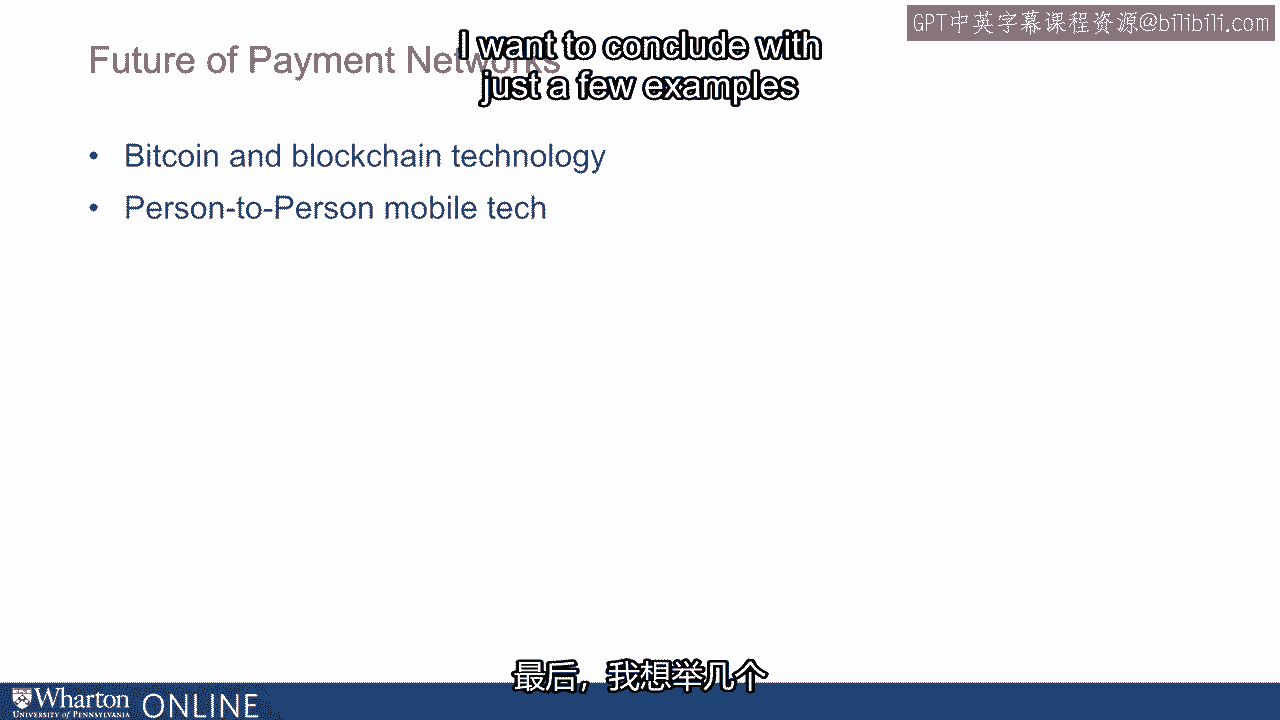 GPT中英字幕课程资源@bilibili.com
Future of Payment Networks
I want to conclude with
just a few examples
• Bitcoin and blockchain technology
• Person-to-Person mobile tech
最后，我想举几个
Wharton
UNIVERSITY of PENNSYLVANIA
ONLINE